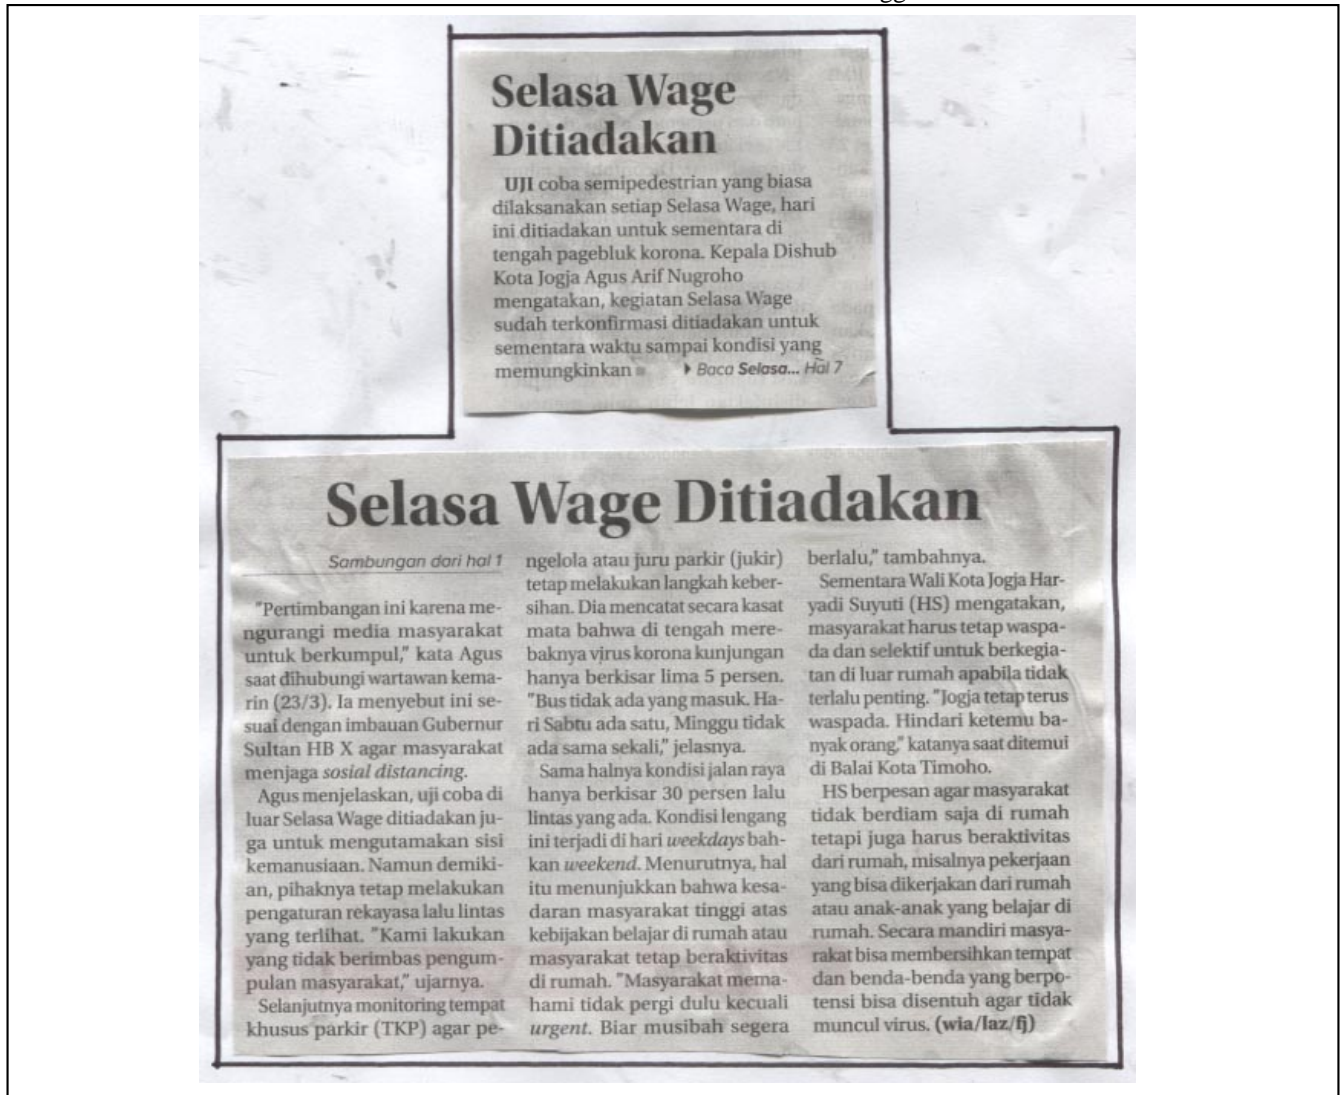 Selasa Wage
Ditiadakan
UJI coba semipedestrian yang biasa
dilaksanakan setiap Selasa Wage, hari
ini ditiadakan untuk sementara di
tengah pagebluk korona. Kepala Dishub
Kota Jogja Agus Arif Nugroho
mengatakan, kegiatan Selasa Wage
sudah terkonfirmasi ditiadakan untuk
sementara waktu sampai kondisi yang
memungkinkan
Baca Selasa... Hal 7
Selasa Wage Ditiadakan
Sambungan dari hal 1
"Pertimbangan ini karena me-
ngurangi media masyarakat
untuk berkumpul," kata Agus
saat dihubungi wartawan kema-
rin (23/3). Ia menyebut ini se-
suai dengan imbauan Gubernur
Sultan HB X agar masyarakat
menjaga sosial distancing.
Agus menjelaskan, uji coba di
luar Selasa Wage ditiadakan ju-
ga untuk mengutamakan sisi
kemanusiaan. Namun demiki-
an, pihaknya tetap melakukan
pengaturan rekayasa lalu lintas
yang terlihat. "Kami lakukan
yang tidak berimbas pengum-
pulan masyarakat," ujarnya.
Selanjutnya monitoring tempat
khusus parkir (TKP) agar pe-
ngelola atau juru parkir (jukir)
tetap melakukan langkah keber-
sihan. Dia mencatat secara kasat
mata bahwa di tengah mere-
baknya virus korona kunjungan
hanya berkisar lima 5 persen.
"Bus tidak ada yang masuk. Ha-
ri Sabtu ada satu, Minggu tidak
ada sama sekali," jelasnya.
Sama halnya kondisi jalan raya
hanya berkisar 30 persen lalu
lintas yang ada. Kondisi lengang
ini terjadi di hari weekdays bah-
kan weekend. Menurutnya, hal
itu menunjukkan bahwa kesa-
daran masyarakat tinggi atas
kebijakan belajar di rumah atau
masyarakat tetap beraktivitas
di rumah. "Masyarakat mema-
hami tidak pergi dulu kecuali
urgent. Biar musibah segera
berlalu," tambahnya.
Sementara Wali Kota Jogja Har-
yadi Suyuti (HS) mengatakan,
masyarakat harus tetap waspa-
da dan selektif untuk berkegia-
tan di luar rumah apabila tidak
terlalu penting. "Jogja tetap terus
waspada. Hindari ketemu ba-
nyak orang," katanya saat ditemui
di Balai Kota Timoho.
HS berpesan agar masyarakat
tidak berdiam saja di rumah
tetapi juga harus beraktivitas
dari rumah, misalnya pekerjaan
yang bisa dikerjakan dari rumah
atau anak-anak yang belajar di
rumah. Secara mandiri masya-
rakat bisa membersihkan tempat
dan benda-benda yang berpo-
tensi bisa disentuh agar tidak
muncul virus. (wia/laz/fj)